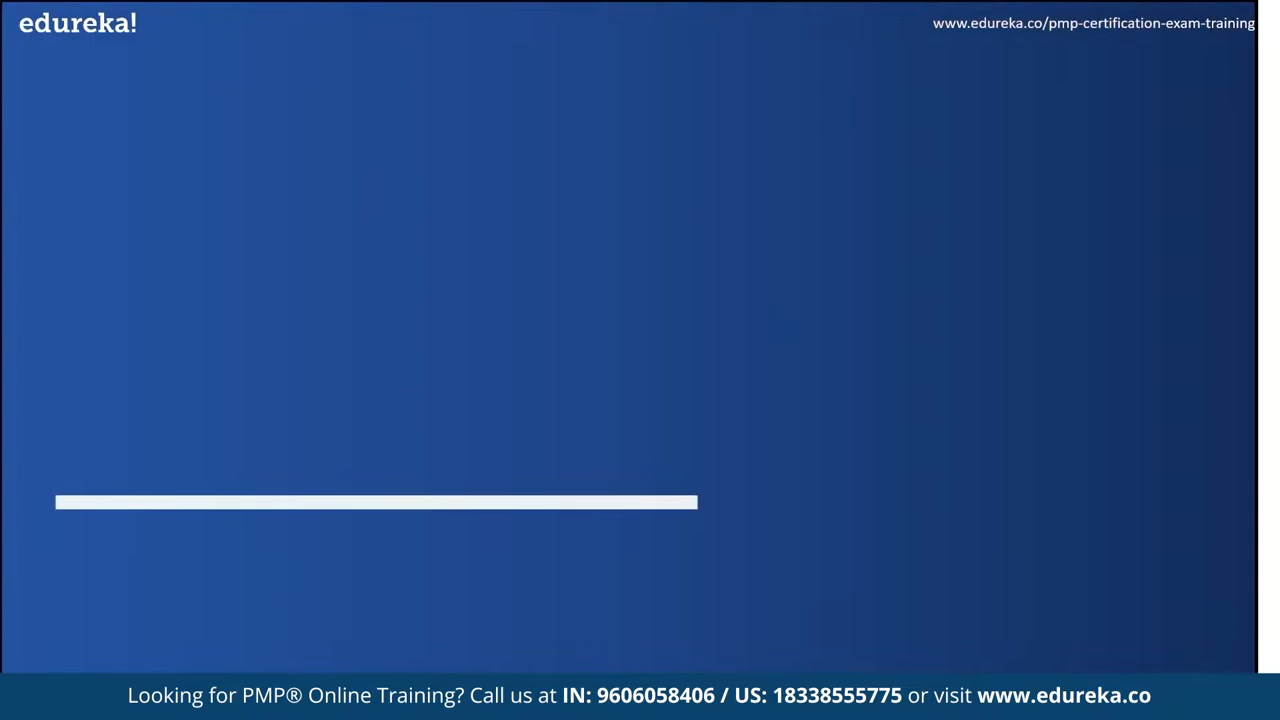 edureka!
www.edureka.co/pmp-certification-exam-training
Looking for PMP® Online Training? Call us at IN: 9606058406 / US: 18338555775 or visit www.edureka.co